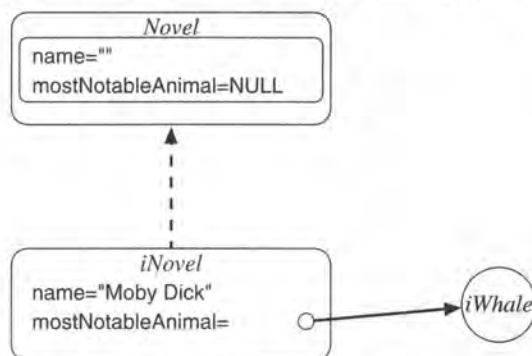 Novel
name=""
mostNotableAnimal=NULL
iNovel
name="Moby Dick"
mostNotableAnimal=
iWhale